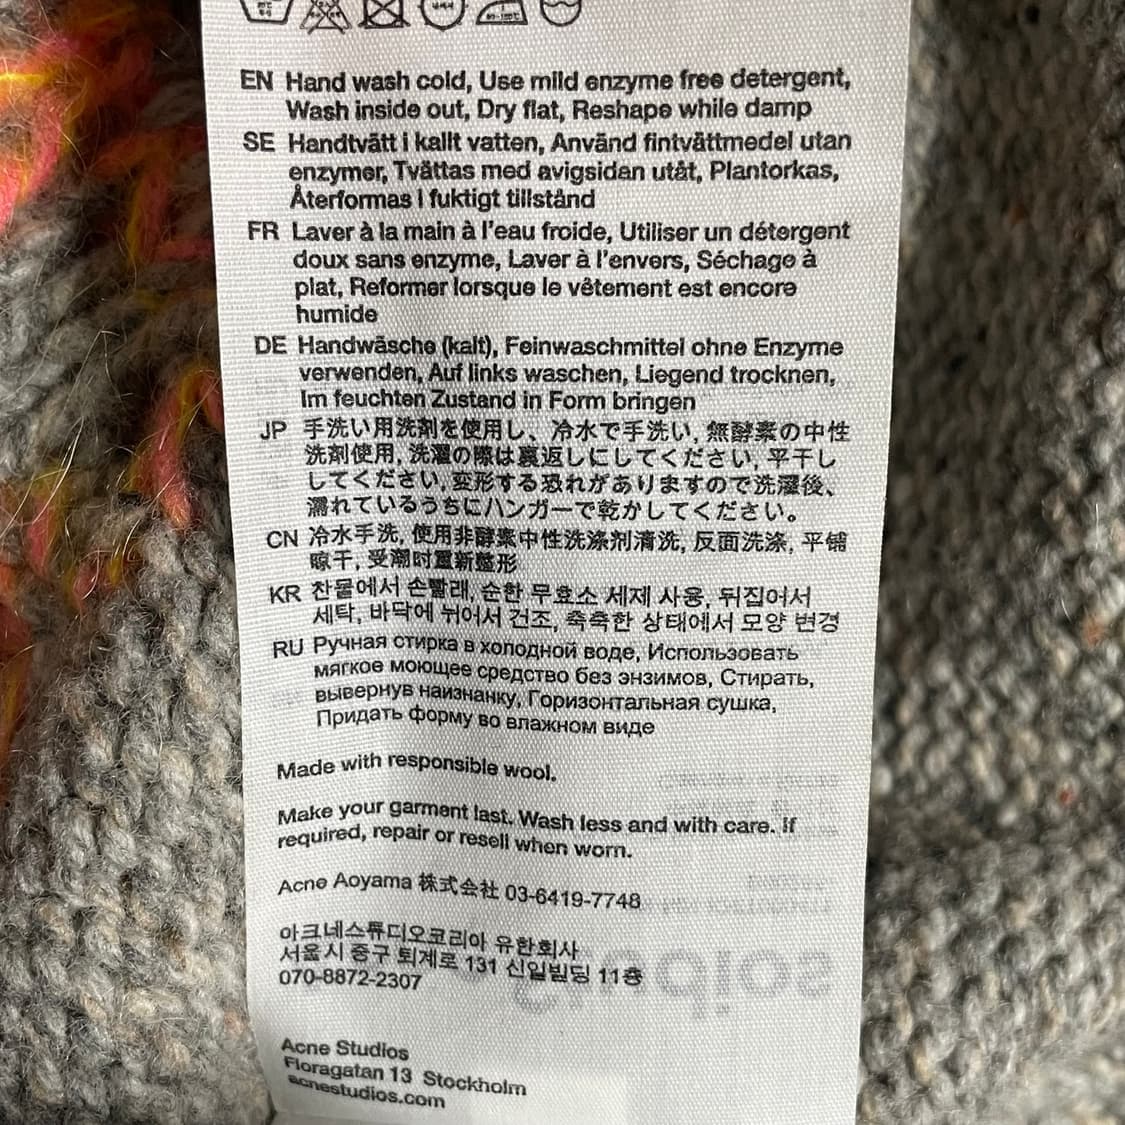 EN Hand wash cold, Use mild enzyme free detergent,
Wash inside out, Dry flat, Reshape while damp
SE Handtvätt i kallt vatten, Använd fintvättmedel utan
enzymer, Tvättas med avigsidan utåt, Plantorkas,
Återformas i fuktigt tillstånd
FR Laver à la main à l'eau froide, Utiliser un détergent
doux sans enzyme, Laver à l'envers, Séchage à
plat, Reformer lorsque le vêtement est encore
humide
DE Handwäsche (kalt), Feinwaschmittel ohne Enzyme
verwenden, Auf links waschen, Liegend trocknen,
Im feuchten Zustand in Form bringen
JP 手洗い用洗剤を使用し、冷水で手洗い, 無酵素の中性
洗剤使用, 洗濯の際は裏返しにしてください, 平干し
してください, 変形する恐れがありますので洗濯後、
濡れているうちにハンガーで乾かしてください。
CN 冷水手洗, 使用非酵素中性洗涤剂清洗, 反面洗涤, 平铺
晾干, 受潮时重新整形
KR 찬물에서 손빨래, 순한 무효소 세제 사용, 뒤집어서
세탁, 바닥에 뉘어서 건조, 축축한 상태에서 모양 변경
RU Ручная стирка в холодной воде, Использовать
мягкое моющее средство без энзимов, Стирать,
вывернув наизнанку, Горизонтальная сушка,
Придать форму во влажном виде
Made with responsible wool.
Make your garment last. Wash less and with care. If
required, repair or resell when worn.
Acne Aoyama 株式会社 03-6419-7748
아크네스튜디오코리아 유한회사
서울시 중구 퇴계로 131 신일빌딩 11층
070-8872-2307
Acne Studios
Floragatan 13 Stockholm
acnestudios.com